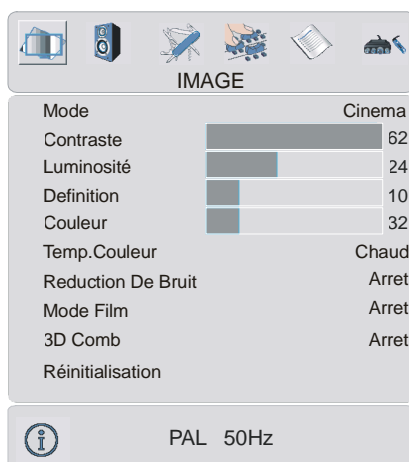 IMAGE
Mode Cinema
Contraste 62
Luminosité 24
Definition 10
Couleur 32
Temp.Couleur Chaud
Reduction De Bruit Arret
Mode Film Arret
3D Comb Arret
Réinitialisation
PAL 50Hz